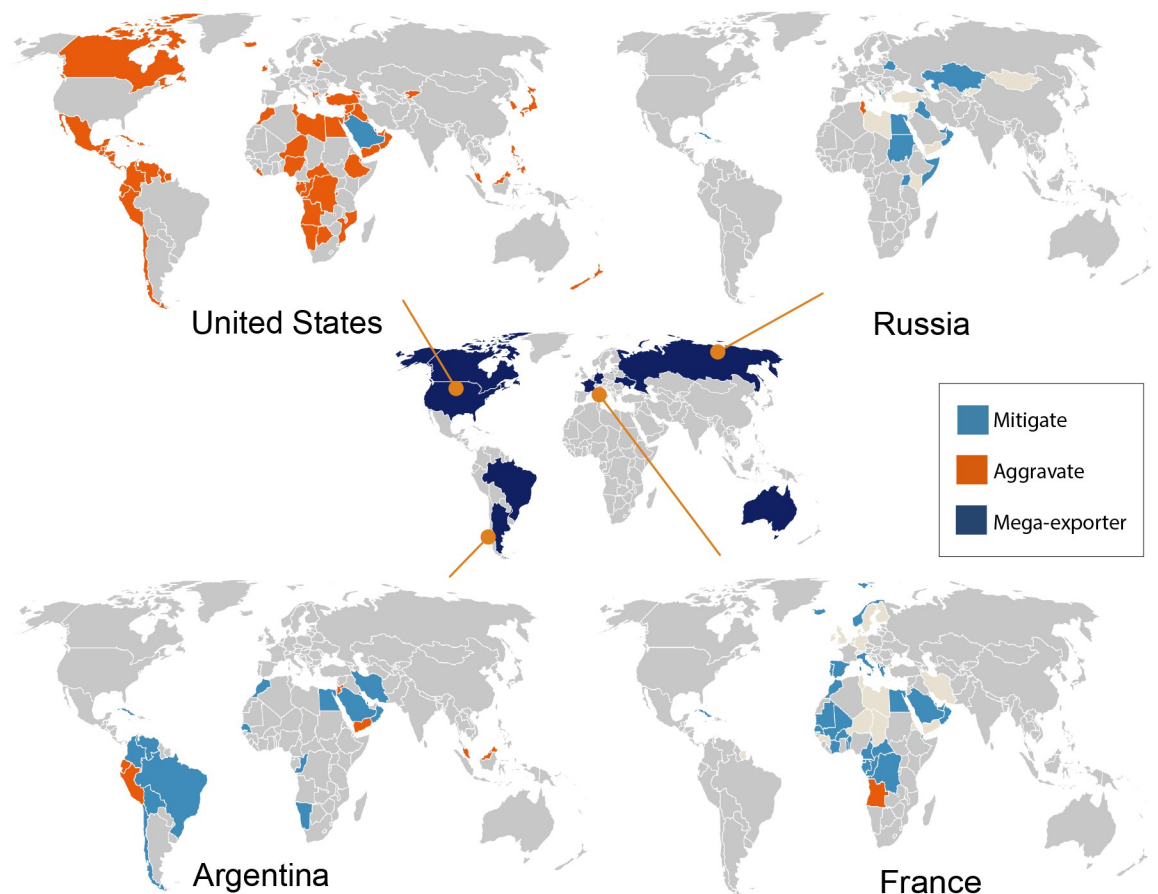 United States
Russia
Mitigate
Aggravate
Mega-exporter
Argentina
France